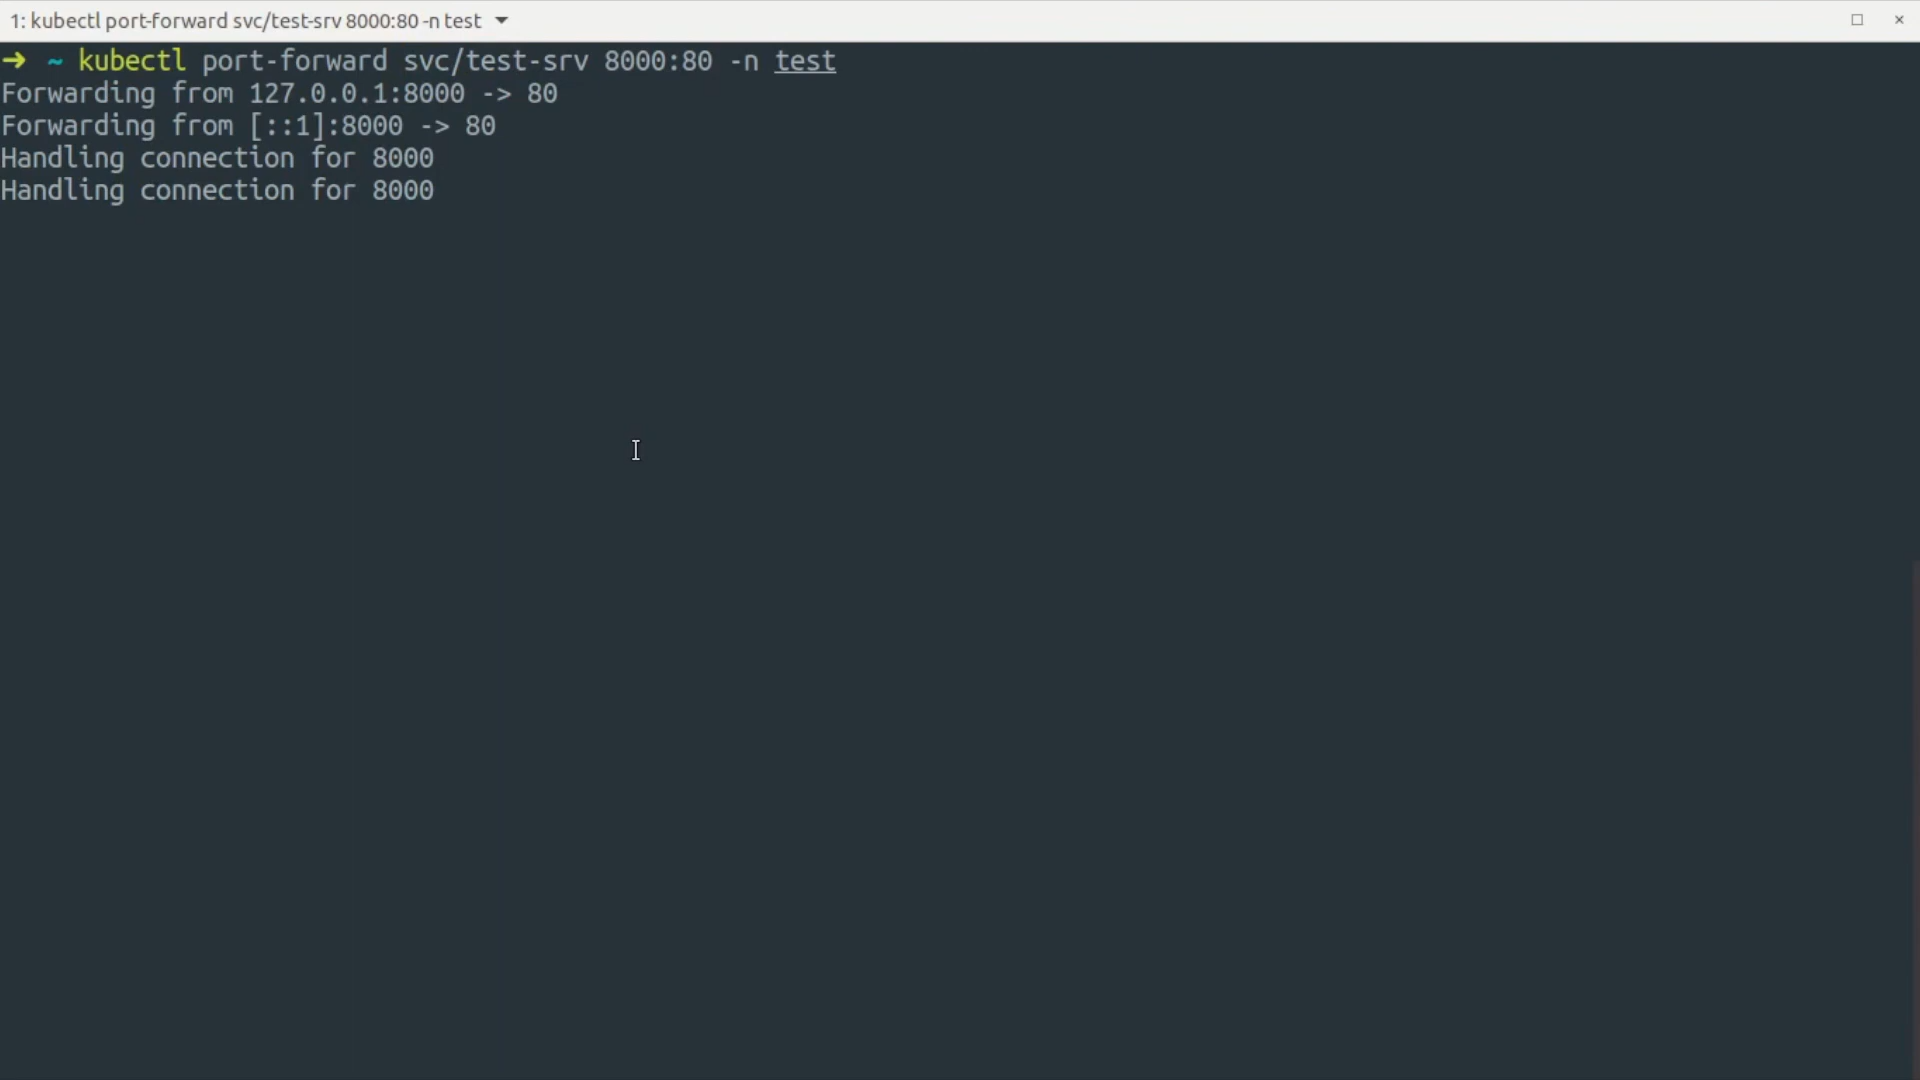 1: kubectl port-forward svc/test-srv 8000:80 -n test
➜ ~ kubectl port-forward svc/test-srv 8000:80 -n test
Forwarding from 127.0.0.1:8000 -> 80
Forwarding from [::1]:8000 -> 80
Handling connection for 8000
Handling connection for 8000